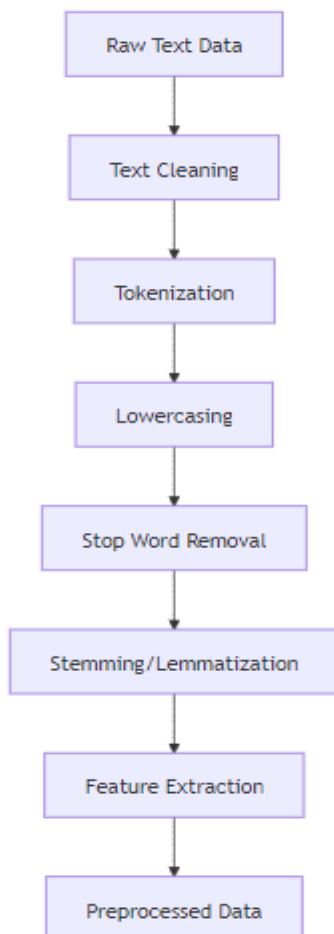 Raw Text Data
Text Cleaning
Tokenization
Lowercasing
Stop Word Removal
Stemming/Lemmatization
Feature Extraction
Preprocessed Data